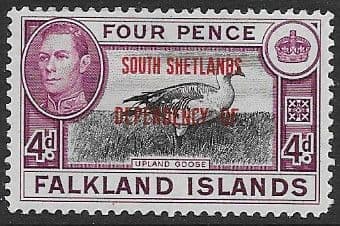 FOUR PENCE
SOUTH SHETLANDS
DEPENDENCY OF
4d. 4d.
UPLAND GOOSE
FALKLAND ISLANDS